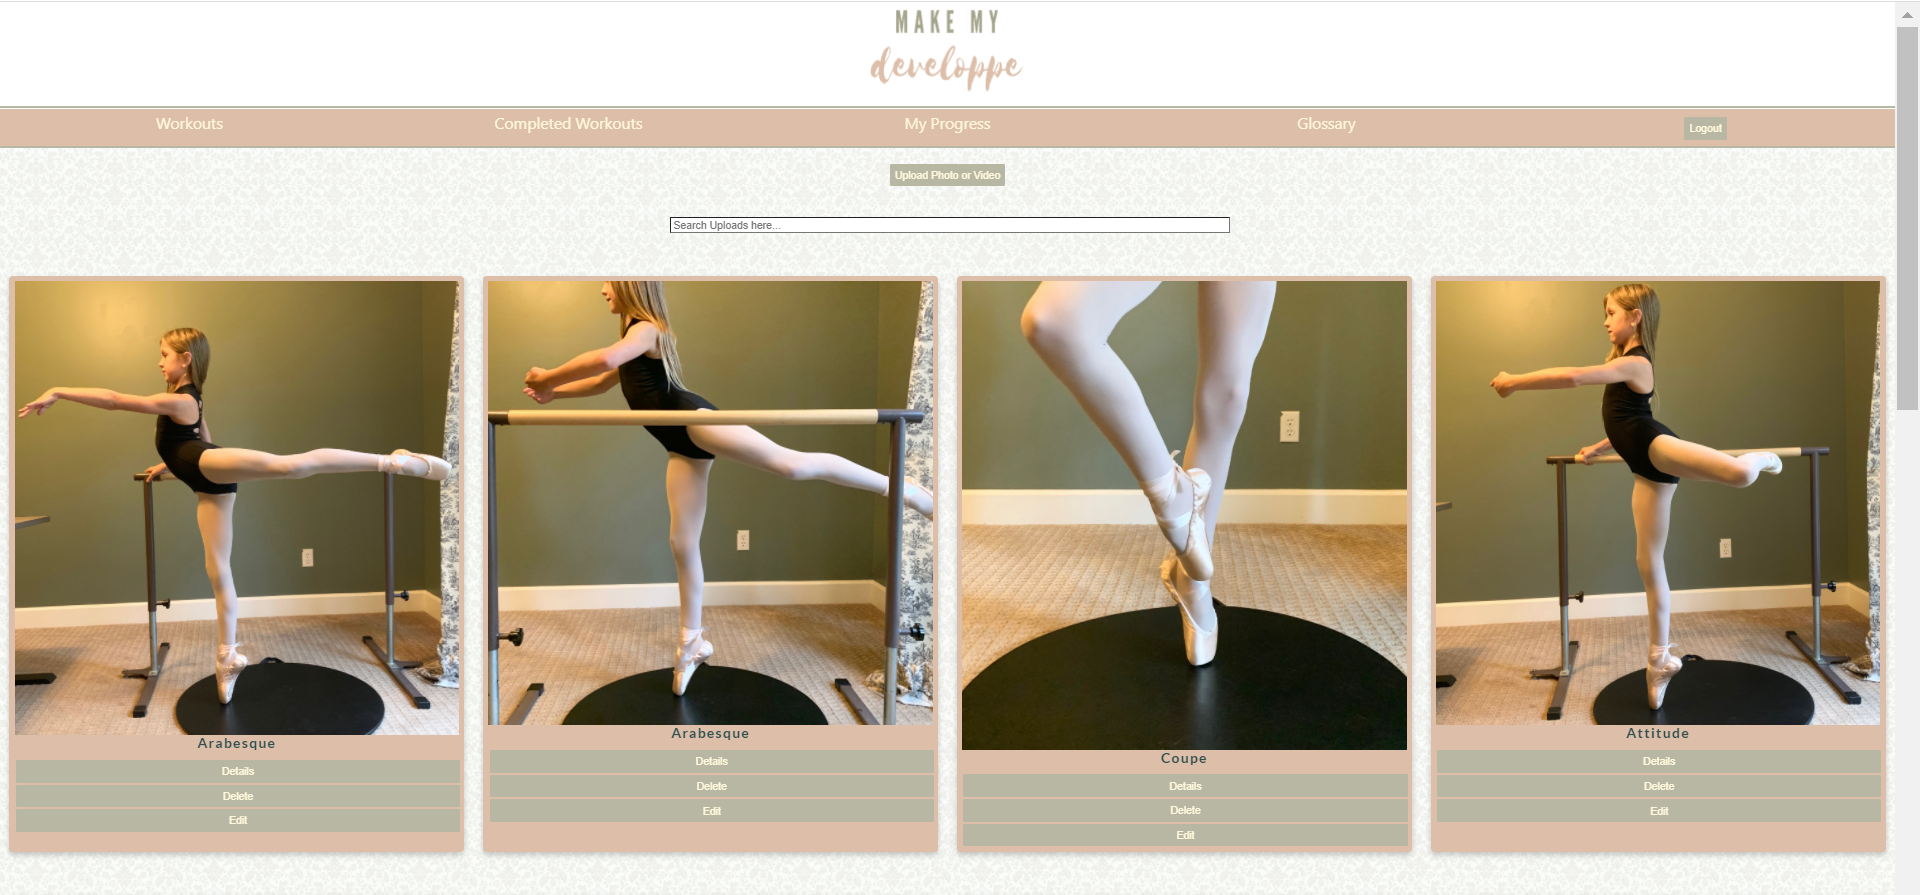 MAKE MY
developpe
Workouts
Completed Workouts
My Progress
Glossary
Logout
Upload Photo or Video
Search Uploads here...
Arabesque
Details
Delete
Edit
Arabesque
Details
Delete
Edit
Coupe
Details
Delete
Edit
Attitude
Details
Delete
Edit